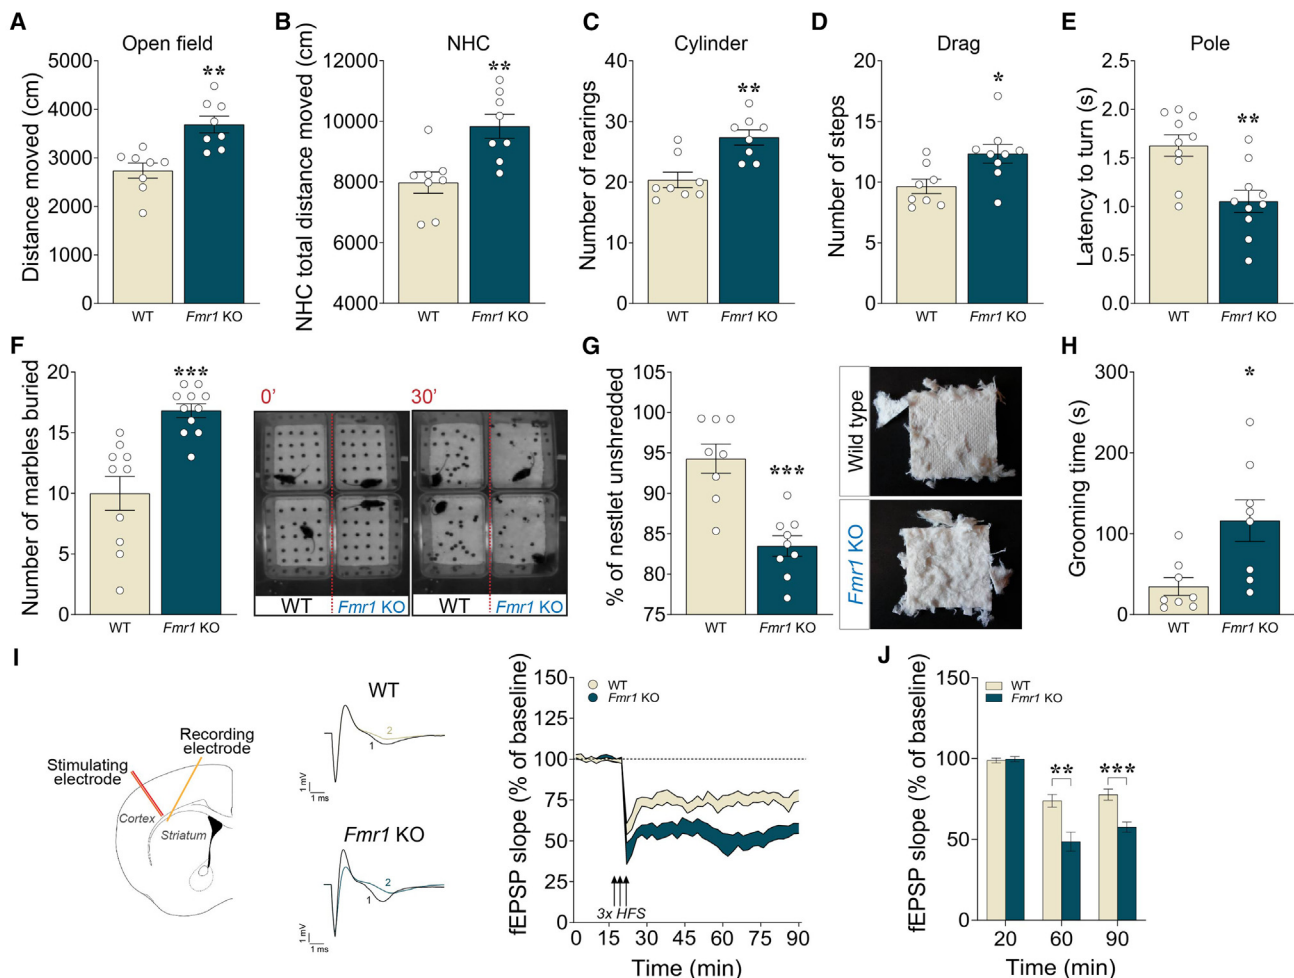 A
Open field
Distance moved (cm)
5000
4000
3000
2000
1000
0
**
WT
Fmr1 KO
B
NHC
NHC total distance moved (cm)
12000
10000
8000
6000
4000
**
WT
Fmr1 KO
C
Cylinder
Number of rearings
40
30
20
10
0
**
WT
Fmr1 KO
D
Drag
Number of steps
20
15
10
5
0
*
WT
Fmr1 KO
E
Pole
Latency to turn (s)
2.5
2.0
1.5
1.0
0.5
0.0
**
WT
Fmr1 KO
F
Number of marbles buried
20
15
10
5
0
***
WT
Fmr1 KO
0'
30'
WT
Fmr1 KO
WT
Fmr1 KO
G
% of nestlet unshredded
105
100
95
90
85
80
75
***
WT
Fmr1 KO
Wild type
Fmr1 KO
H
Grooming time (s)
300
200
100
0
*
WT
Fmr1 KO
I
Recording
electrode
Stimulating
electrode
Cortex
Striatum
WT
2
1
1 mV
1 ms
Fmr1 KO
2
1
1 mV
1 ms
fEPSP slope (% of baseline)
150
125
100
75
50
25
0
WT
Fmr1 KO
3x HFS
0
15
30
45
60
75
90
Time (min)
J
fEPSP slope (% of baseline)
150
100
50
0
WT
Fmr1 KO
**
***
20
60
90
Time (min)